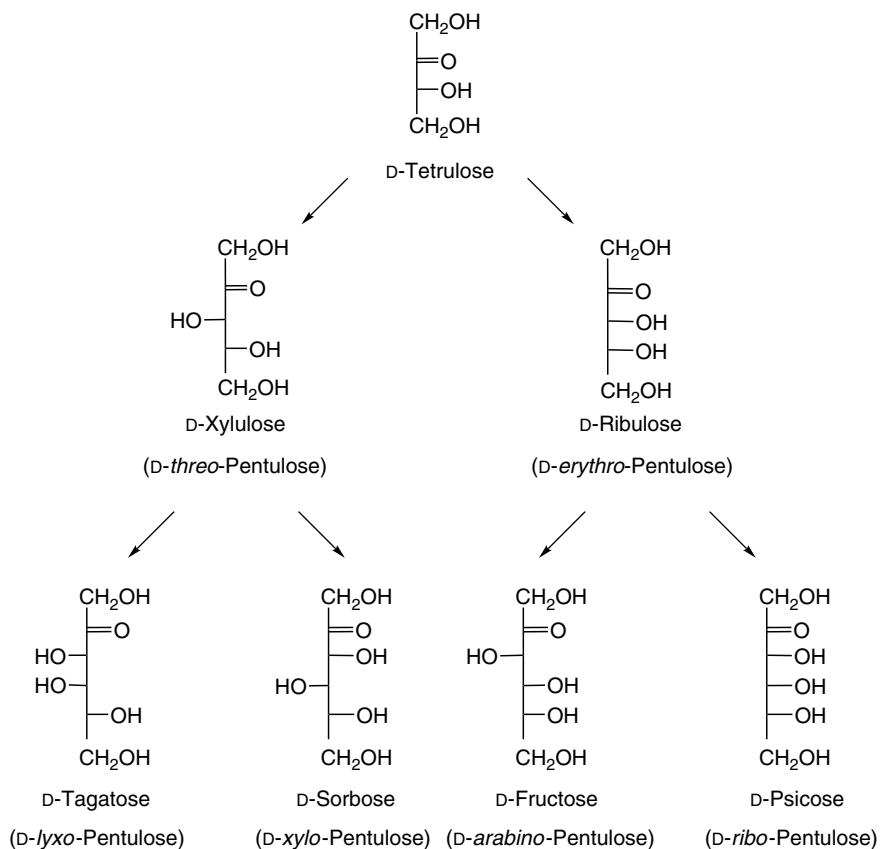 CH₂OH
O
OH
CH₂OH
D-Tetrulose
CH₂OH
O
HO
OH
CH₂OH
D-Xylulose
(D-threo-Pentulose)
CH₂OH
O
OH
OH
CH₂OH
D-Ribulose
(D-erythro-Pentulose)
CH₂OH
O
HO
HO
OH
CH₂OH
D-Tagatose
(D-lyxo-Pentulose)
CH₂OH
O
OH
HO
OH
CH₂OH
D-Sorbose
(D-xylo-Pentulose)
CH₂OH
O
HO
OH
OH
CH₂OH
D-Fructose
(D-arabino-Pentulose)
CH₂OH
O
OH
OH
OH
CH₂OH
D-Psicose
(D-ribo-Pentulose)